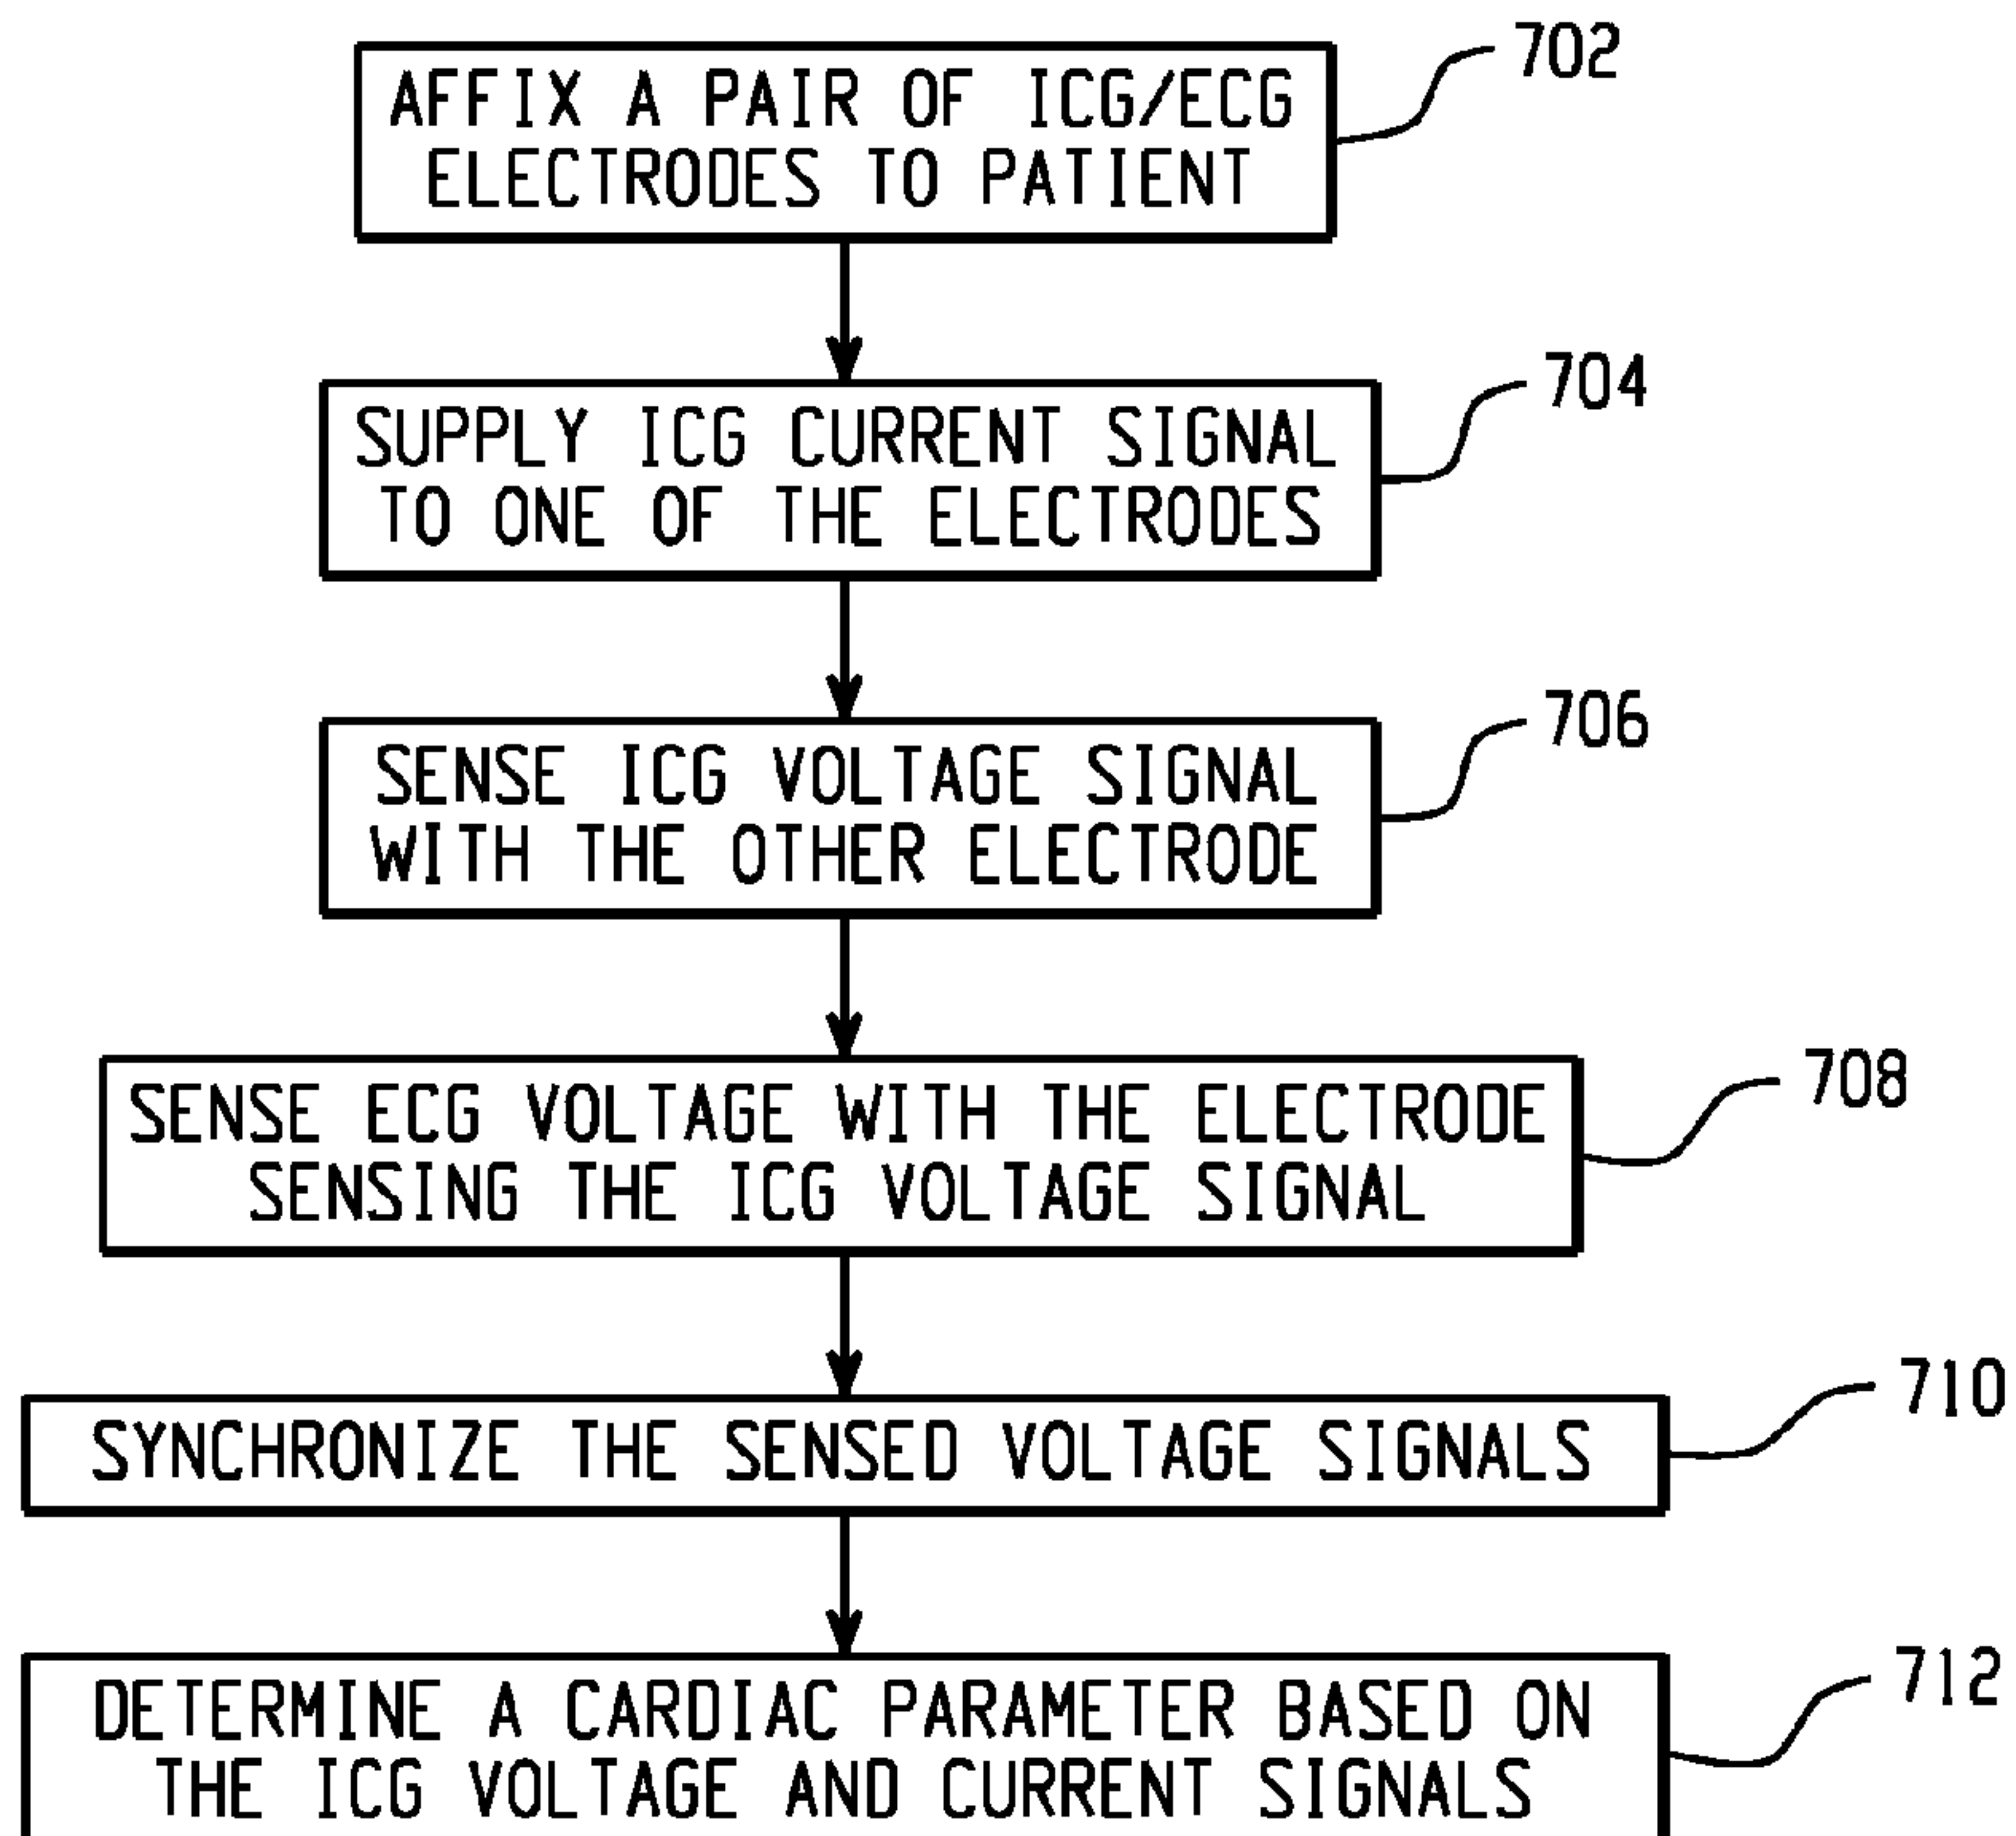 702
AFFIX A PAIR OF ICG/ECG
ELECTRODES TO PATIENT
704
SUPPLY ICG CURRENT SIGNAL
TO ONE OF THE ELECTRODES
706
SENSE ICG VOLTAGE SIGNAL
WITH THE OTHER ELECTRODE
708
SENSE ECG VOLTAGE WITH THE ELECTRODE
SENSING THE ICG VOLTAGE SIGNAL
710
SYNCHRONIZE THE SENSED VOLTAGE SIGNALS
712
DETERMINE A CARDIAC PARAMETER BASED ON
THE ICG VOLTAGE AND CURRENT SIGNALS